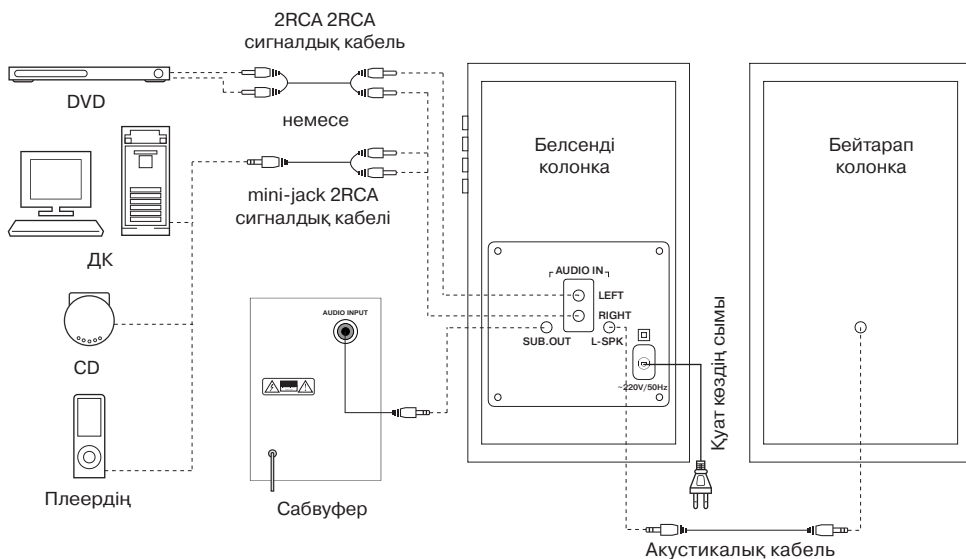 2RCA 2RCA
сигналдық кабель
DVD
немесе
mini-jack 2RCA
сигналдық кабелі
ДК
CD
Плеердің
AUDIO INPUT
Сабвуфер
Белсенді
колонка
AUDIO IN
LEFT
RIGHT
SUB.OUT
L-SPK
~220V/50Hz
Қуат көздің сымы
Бейтарап
колонка
Акустикалық кабель